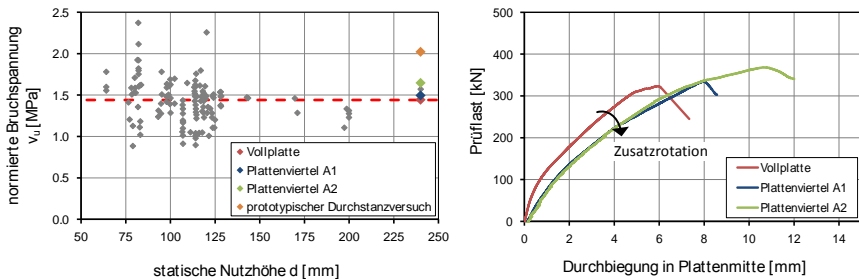 normierte Bruchspannung
vu [MPa]
2.5
2.0
1.5
1.0
0.5
0.0
50 75 100 125 150 175 200 225 250
statische Nutzhöhe d [mm]
Vollplatte
Plattenviertel A1
Plattenviertel A2
prototypischer Durchstanzversuch
Prüflast [kN]
500
400
300
200
100
0
0 2 4 6 8 10 12 14
Durchbiegung in Plattenmitte [mm]
Zusatzrotation
Vollplatte
Plattenviertel A1
Plattenviertel A2